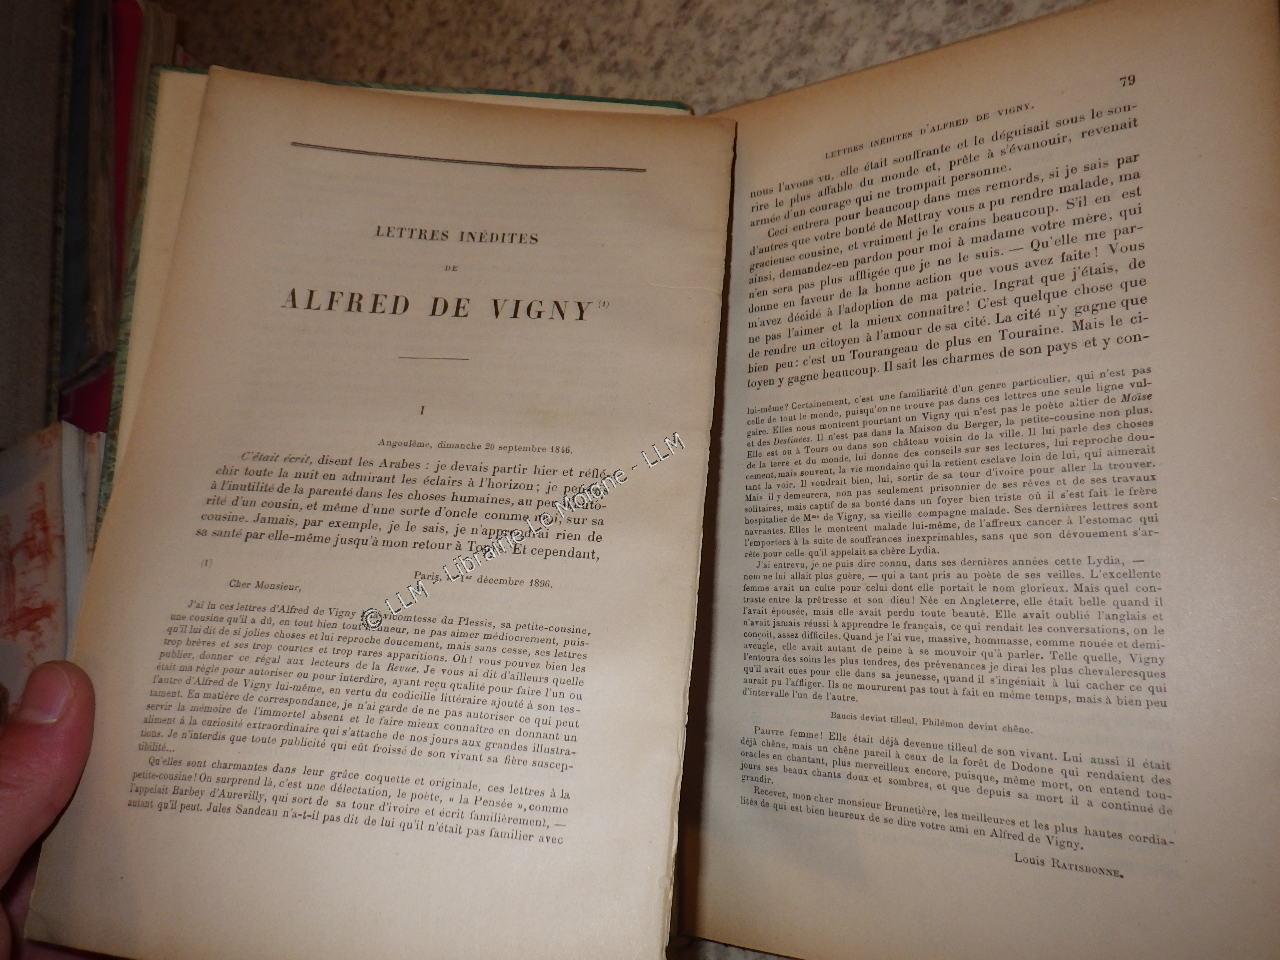 LETTRES INÉDITES
DE
ALFRED DE VIGNY (1)
I
Angoulême, dimanche 20 septembre 1846.
C'était écrit, disent les Arabes : je devais partir hier et réflé-
chir toute la nuit en admirant les éclairs à l'horizon; je
à l'inutilité de la parenté dans les choses humaines, au peu
rité d'un cousin, et même d'une sorte d'oncle comme moi, sur sa
cousine. Jamais, par exemple, je le sais, je n'apprendrai rien de
sa santé par elle-même jusqu'à mon retour à Et cependant,
(1)
Paris, 1er décembre 1896.
Cher Monsieur,
J'ai lu ces lettres d'Alfred de Vigny vicomtesse du Plessis, sa petite-cousine,
une cousine qu'il a dû, en tout bien tout honneur, ne pas aimer médiocrement, puis-
qu'il lui dit de si jolies choses et lui reproche doucement, mais sans cesse, ses lettres
trop brèves et ses trop courtes et trop rares apparitions. Oh! vous pouvez bien les
publier, donner ce régal aux lecteurs de la Revue. Je vous ai dit d'ailleurs quelle
était ma règle pour autoriser ou pour interdire, ayant reçu qualité pour faire l'un ou
l'autre d'Alfred de Vigny lui-même, en vertu du codicille littéraire ajouté à son tes-
tament. En matière de correspondance, je n'ai garde de ne pas autoriser ce qui peut
servir la mémoire de l'immortel absent et le faire mieux connaître en donnant un
aliment à la curiosité extraordinaire qui s'attache de nos jours aux grandes illustra-
tions. Je n'interdis que toute publicité qui eût froissé de son vivant sa fière suscep-
tibilité...
Qu'elles sont charmantes dans leur grâce coquette et originale, ces lettres à la
petite-cousine! On surprend là, c'est une délectation, le poète, « la Pensée », comme
l'appelait Barbey d'Aurevilly, qui sort de sa tour d'ivoire et écrit familièrement, —
autant qu'il peut. Jules Sandeau n'a-t-il pas dit de lui qu'il n'était pas familier avec
LETTRES INÉDITES D'ALFRED DE VIGNY. 79
nous l'avons vu, elle était souffrante et le déguisait sous le sou-
rire le plus affable du monde et, prête à s'évanouir, revenait
armée d'un courage qui ne trompait personne.
Ceci entrera pour beaucoup dans mes remords, si je sais par
d'autres que votre bonté de Mettray vous a pu rendre malade, ma
gracieuse cousine, et vraiment je le crains beaucoup. S'il en est
ainsi, demandez-en pardon pour moi à madame votre mère, qui
n'en sera pas plus affligée que je ne le suis. — Qu'elle me par-
donne en faveur de la bonne action que vous avez faite! Vous
m'avez décidé à l'adoption de ma patrie. Ingrat que j'étais, de
ne pas l'aimer et la mieux connaître! C'est quelque chose que
de rendre un citoyen à l'amour de sa cité. La cité n'y gagne que
bien peu : c'est un Tourangeau de plus en Touraine. Mais le ci-
toyen y gagne beaucoup. Il sait les charmes de son pays et y con-
lui-même? Certainement, c'est une familiarité d'un genre particulier, qui n'est pas
celle de tout le monde, puisqu'on ne trouve pas dans ces lettres une seule ligne vul-
gaire. Elles nous montrent pourtant un Vigny qui n'est pas le poète altier de Moïse
et des Destinées. Il n'est pas dans la Maison du Berger, la petite-cousine non plus.
Elle est ou à Tours ou dans son château voisin de la ville. Il lui parle des choses
de la terre et du monde, lui donne des conseils sur ses lectures, lui reproche dou-
cement, mais souvent, la vie mondaine qui la retient esclave loin de lui, qui aimerait
tant la voir. Il voudrait bien, lui, sortir de sa tour d'ivoire pour aller la trouver.
Mais il y demeurera, non pas seulement prisonnier de ses rêves et de ses travaux
solitaires, mais captif de sa bonté dans un foyer bien triste où il s'est fait le frère
hospitalier de Mme de Vigny, sa vieille compagne malade. Ses dernières lettres sont
navrantes. Elles le montrent malade lui-même, de l'affreux cancer à l'estomac qui
l'emportera à la suite de souffrances inexprimables, sans que son dévouement s'ar-
rête pour celle qu'il appelait sa chère Lydia.
J'ai entrevu, je ne puis dire connu, dans ses dernières années cette Lydia, —
nom ne lui allait plus guère, — qui a tant pris au poète de ses veilles. L'excellente
femme avait un culte pour celui dont elle portait le nom glorieux. Mais quel con-
traste entre la prêtresse et son dieu! Née en Angleterre, elle était belle quand il
l'avait épousée, mais elle avait perdu toute beauté. Elle avait oublié l'anglais et
n'avait jamais réussi à apprendre le français, ce qui rendait les conversations, on le
conçoit, assez difficiles. Quand je l'ai vue, massive, hommasse, comme nouée et demi-
aveugle, elle avait autant de peine à se mouvoir qu'à parler. Telle quelle, Vigny
l'entoura des soins les plus tendres, des prévenances je dirai les plus chevaleresques
qu'il avait eues pour elle dans sa jeunesse, quand il s'ingéniait à lui cacher ce qui
aurait pu l'affliger. Ils ne moururent pas tout à fait en même temps, mais à bien peu
d'intervalle l'un de l'autre.
Baucis devint tilleul, Philémon devint chêne.
Pauvre femme! Elle était déjà devenue tilleul de son vivant. Lui aussi il était
déjà chêne, mais un chêne pareil à ceux de la forêt de Dodone qui rendaient des
oracles en chantant, plus merveilleux encore, puisque, même mort, on entend tou-
jours ses beaux chants doux et sombres, et que depuis sa mort il a continué de
grandir.
Recevez, mon cher monsieur Brunetière, les meilleures et les plus hautes cordia-
lités de qui est bien heureux de se dire votre ami en Alfred de Vigny.
Louis RATISBONNE.
© LLM - Librairie Le Moigne - LLM